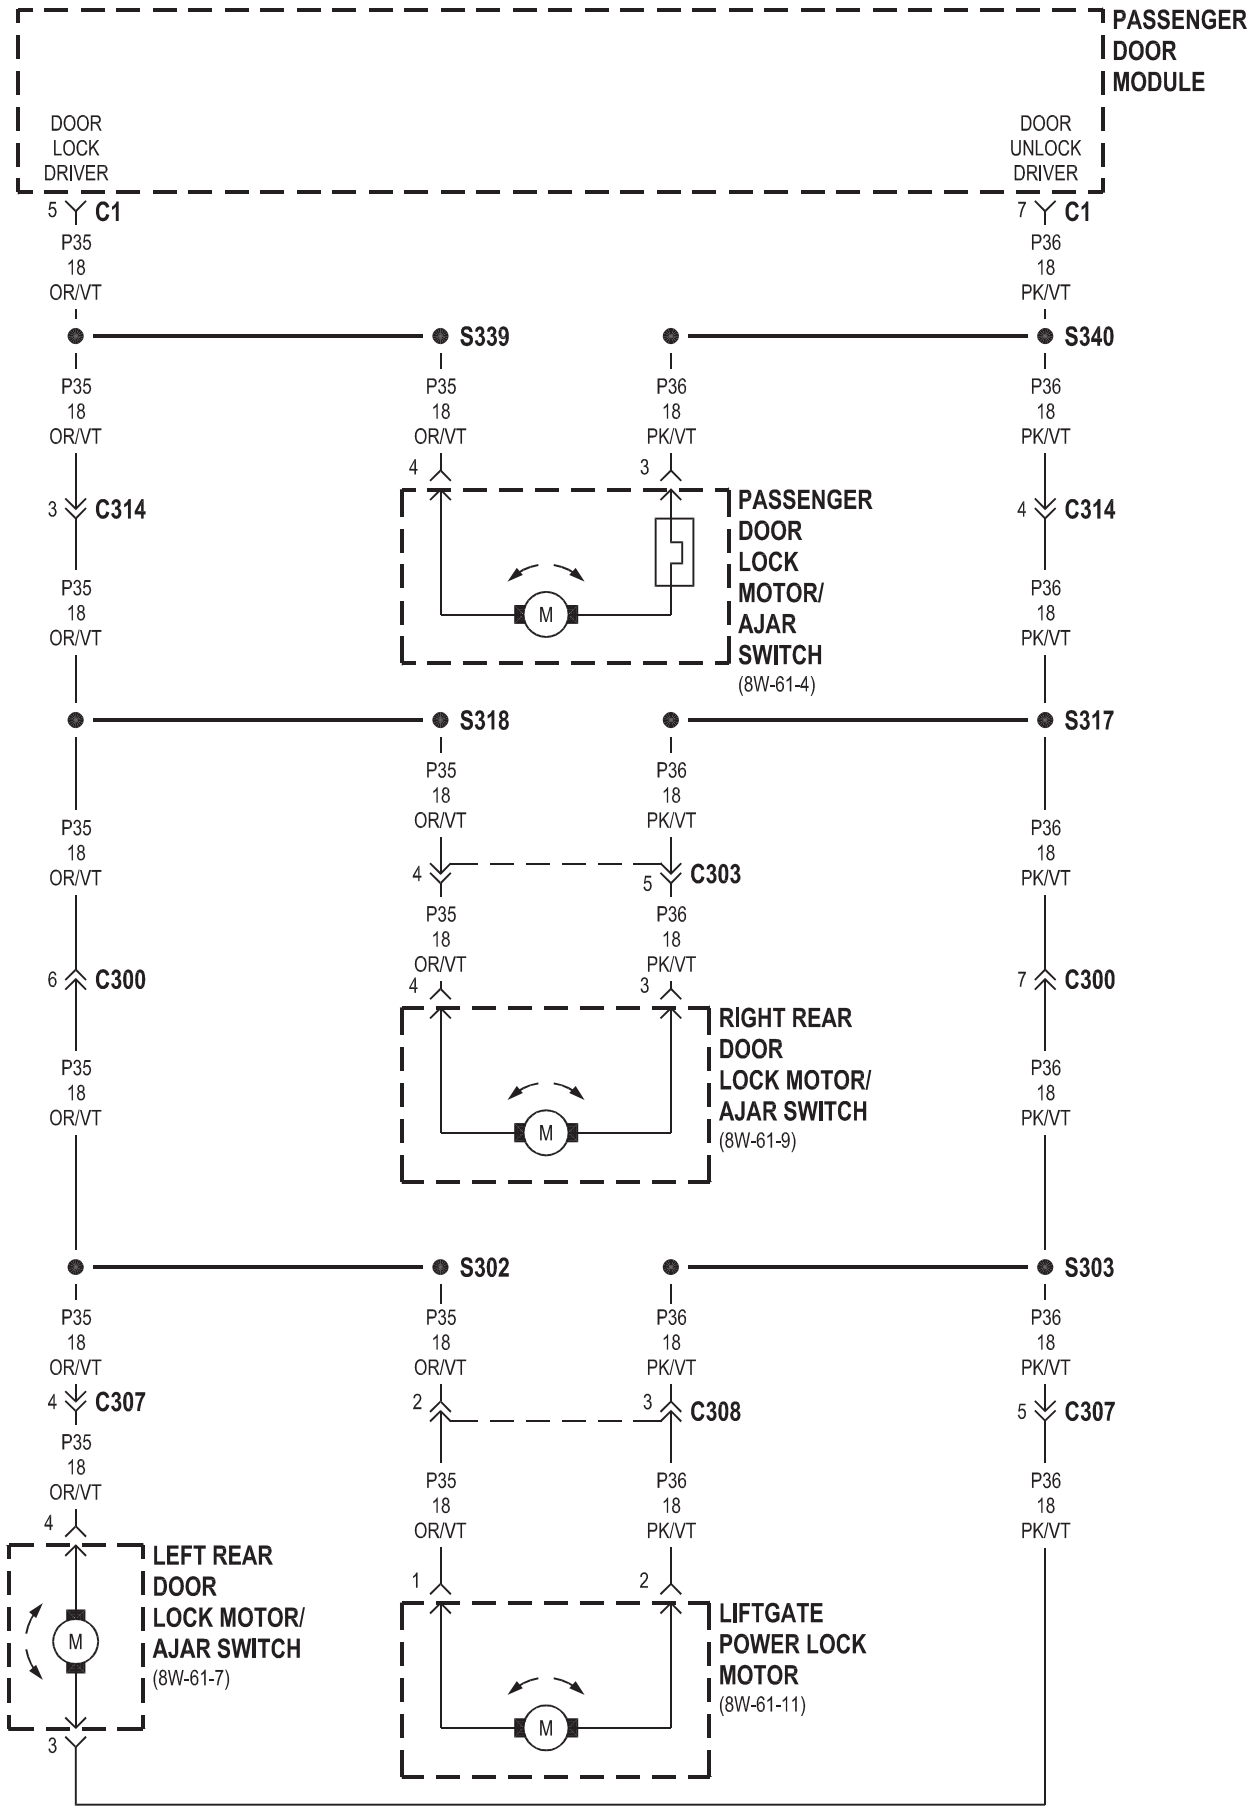 PASSENGER
DOOR
MODULE
DOOR
LOCK
DRIVER
DOOR
UNLOCK
DRIVER
5 C1
7 C1
P35
18
OR/VT
P36
18
PK/VT
S339
S340
P35
18
OR/VT
P35
18
OR/VT
P36
18
PK/VT
P36
18
PK/VT
4
3
3 C314
4 C314
PASSENGER
DOOR
LOCK
MOTOR/
AJAR
SWITCH
(8W-61-4)
M
P35
18
OR/VT
P36
18
PK/VT
S318
S317
P35
18
OR/VT
P36
18
PK/VT
P35
18
OR/VT
P36
18
PK/VT
4
5 C303
P35
18
OR/VT
P36
18
PK/VT
6 C300
4
3
7 C300
RIGHT REAR
DOOR
LOCK MOTOR/
AJAR SWITCH
(8W-61-9)
M
P35
18
OR/VT
P36
18
PK/VT
S302
S303
P35
18
OR/VT
P35
18
OR/VT
P36
18
PK/VT
P36
18
PK/VT
4 C307
2
3 C308
5 C307
P35
18
OR/VT
P35
18
OR/VT
P36
18
PK/VT
P36
18
PK/VT
4
LEFT REAR
DOOR
LOCK MOTOR/
AJAR SWITCH
(8W-61-7)
M
3
1
2
LIFTGATE
POWER LOCK
MOTOR
(8W-61-11)
M